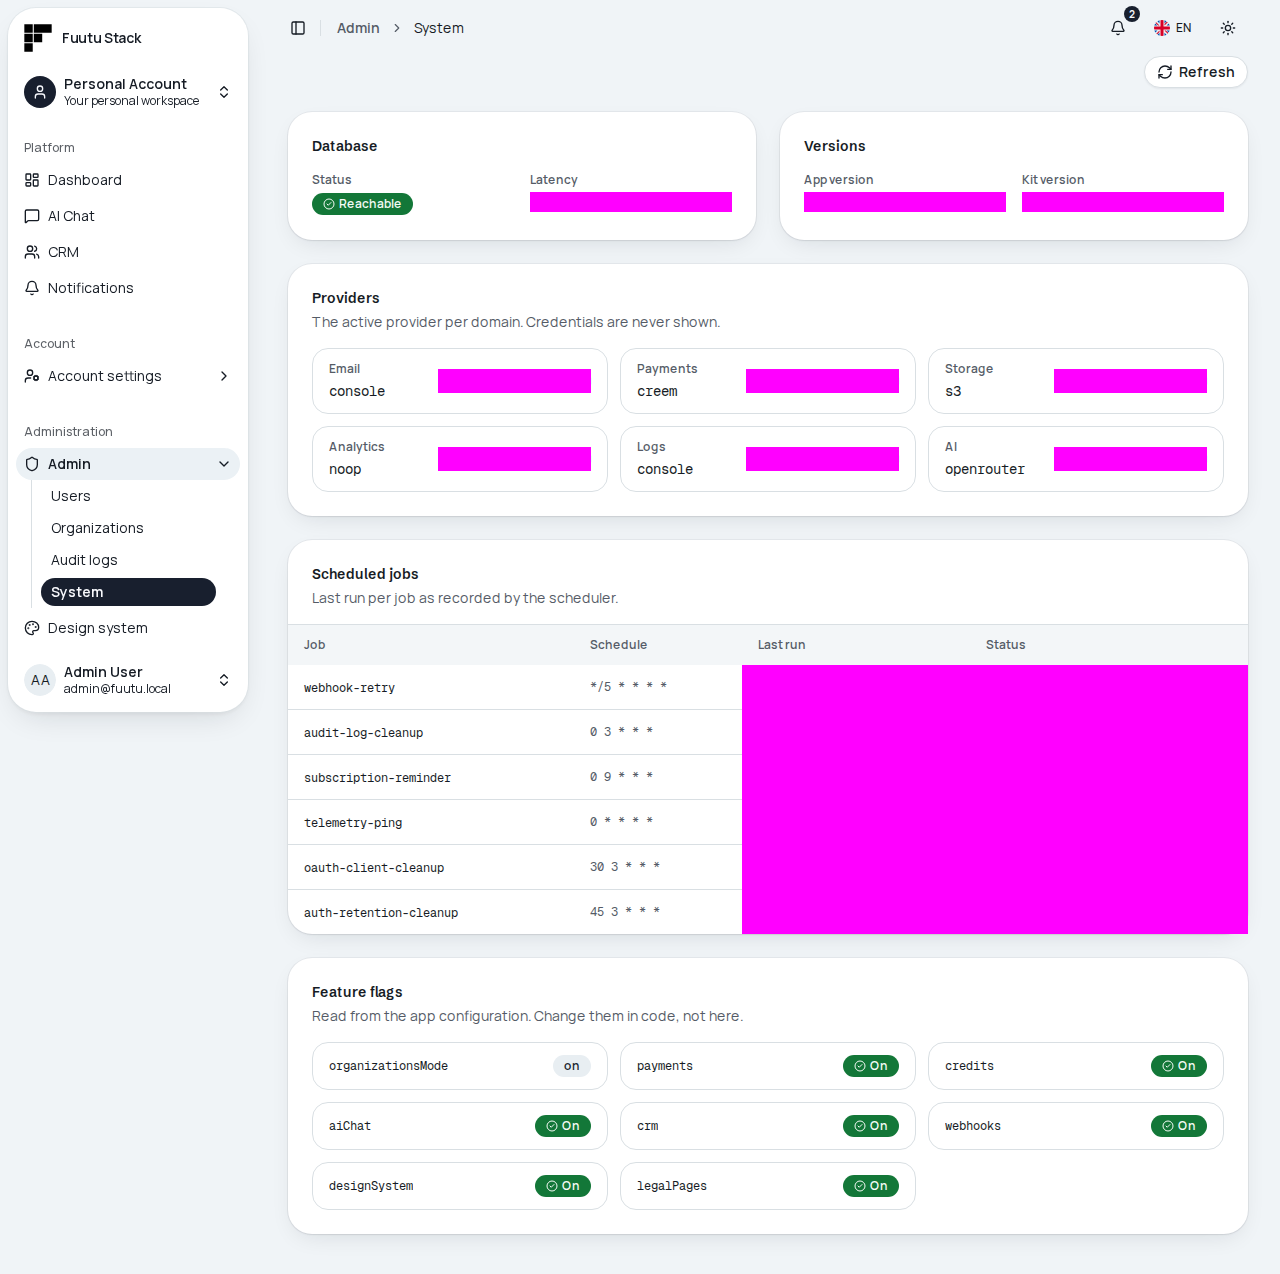 Fuutu Stack
Personal Account
Your personal workspace
Platform
Dashboard
AI Chat
CRM
Notifications
Account
Account settings
Administration
Admin
Users
Organizations
Audit logs
System
Design system
AA
Admin User
admin@fuutu.local
Admin > System
2
EN
Refresh
Database
Status
Latency
Reachable
Versions
App version
Kit version
Providers
The active provider per domain. Credentials are never shown.
Email
console
Payments
creem
Storage
s3
Analytics
noop
Logs
console
AI
openrouter
Scheduled jobs
Last run per job as recorded by the scheduler.
Job Schedule Last run Status
webhook-retry */5 * * * *
audit-log-cleanup 0 3 * * *
subscription-reminder 0 9 * * *
telemetry-ping 0 * * * *
oauth-client-cleanup 30 3 * * *
auth-retention-cleanup 45 3 * * *
Feature flags
Read from the app configuration. Change them in code, not here.
organizationsMode on
payments On
credits On
aiChat On
crm On
webhooks On
designSystem On
legalPages On